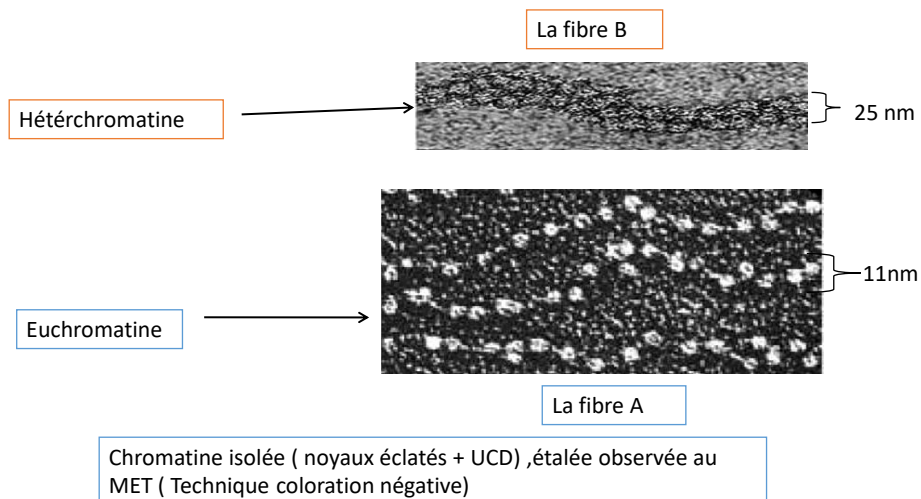 La fibre B
Hétérchromatine
25 nm
11nm
Euchromatine
La fibre A
Chromatine isolée ( noyaux éclatés + UCD) ,étalée observée au
MET ( Technique coloration négative)